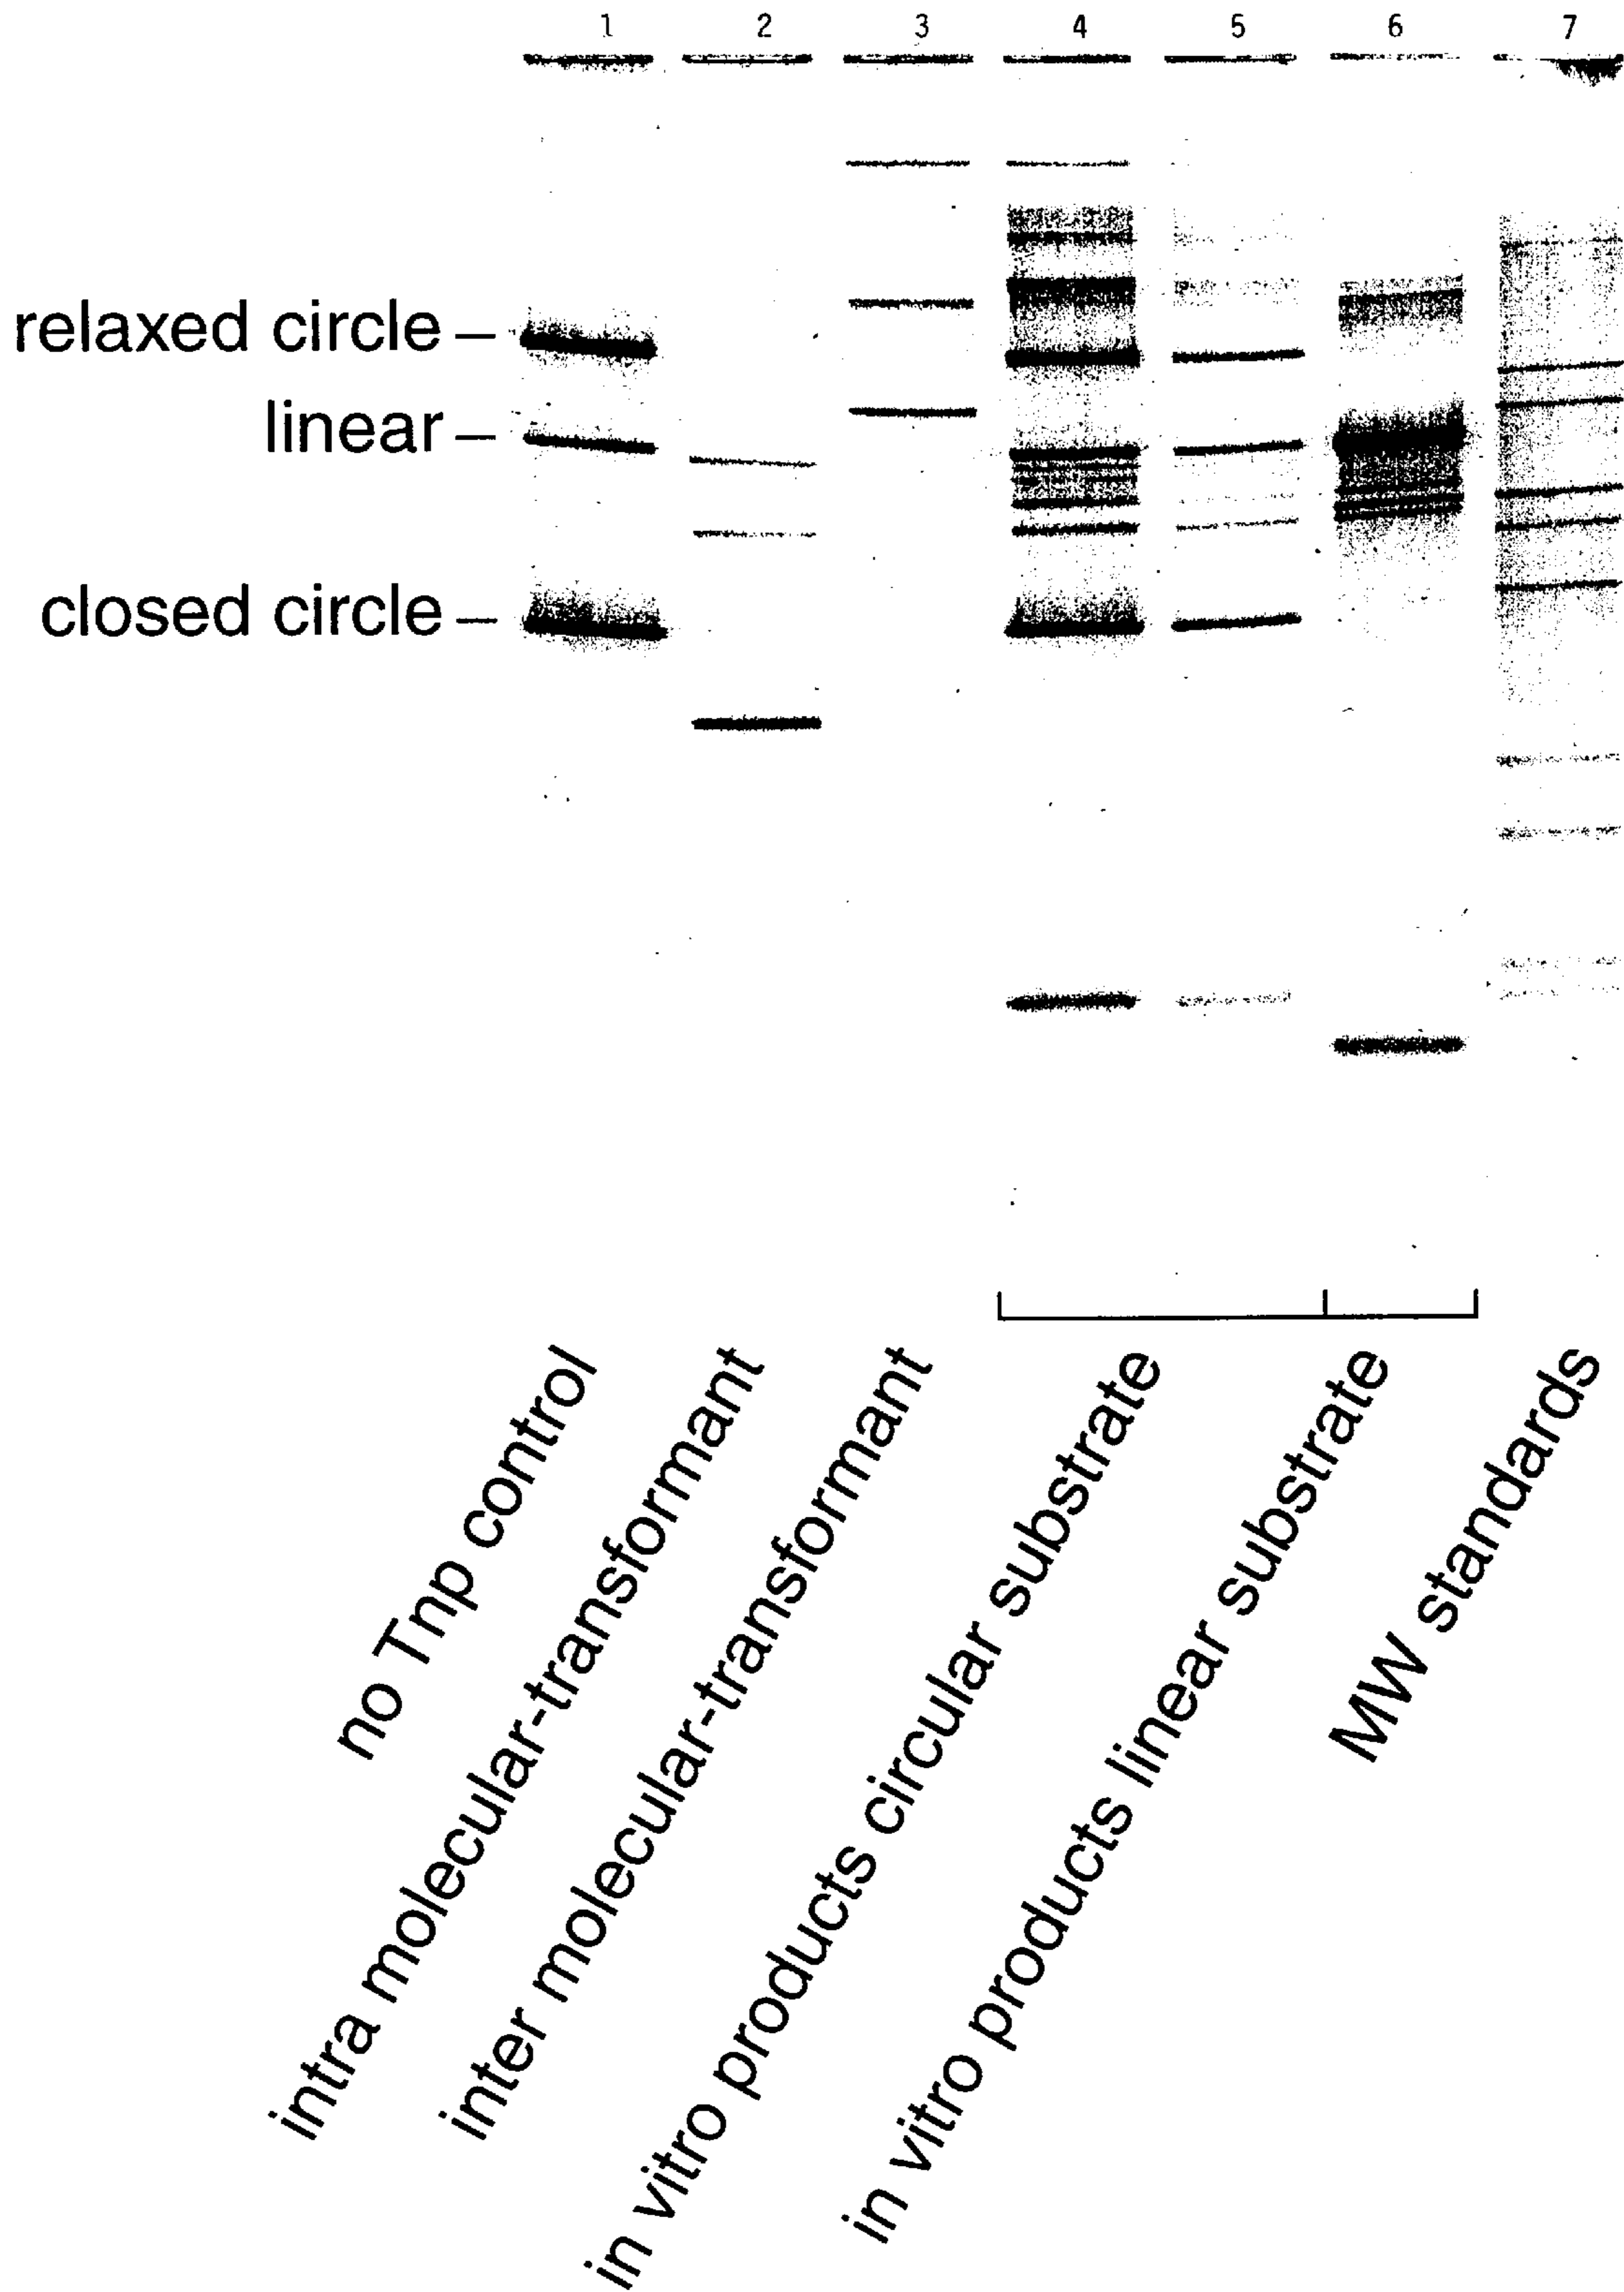 1 2 3 4 5 6 7
relaxed circle –
linear –
closed circle –
no Tnp control
intra molecular-transformant
inter molecular-transformant
in vitro products circular substrate
in vitro products linear substrate
MW standards